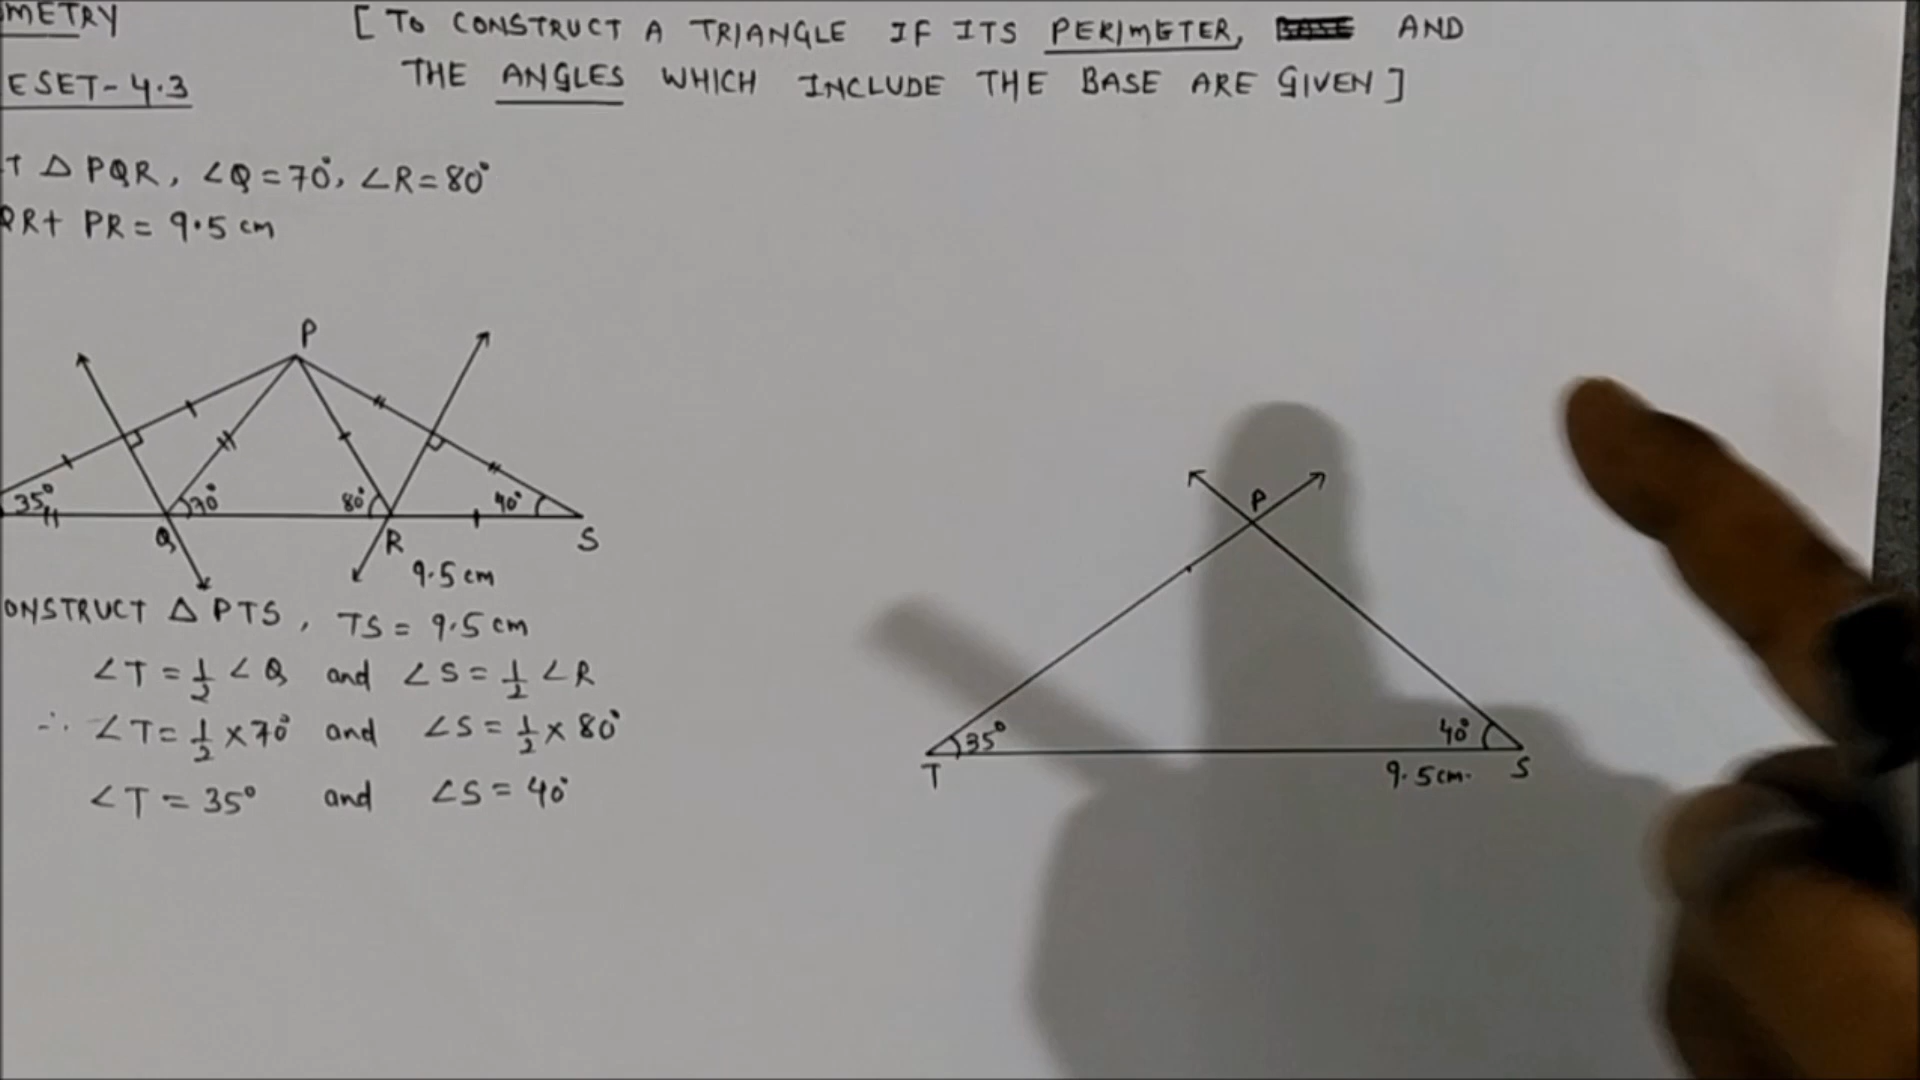 METRY [ TO CONSTRUCT A TRIANGLE IF ITS PERIMETER, AND
ESET-4.3 THE ANGLES WHICH INCLUDE THE BASE ARE GIVEN ]
T △ PQR, ∠Q = 70°, ∠R = 80°
QR + PR = 9.5 cm
P
35° 70° 80° 40°
Q R S
9.5 cm
ONSTRUCT △ PTS, TS = 9.5 cm
∠T = 1/2 ∠Q and ∠S = 1/2 ∠R
∴ ∠T = 1/2 × 70° and ∠S = 1/2 × 80°
∠T = 35° and ∠S = 40°
P
35° 40°
T 9.5 cm. S